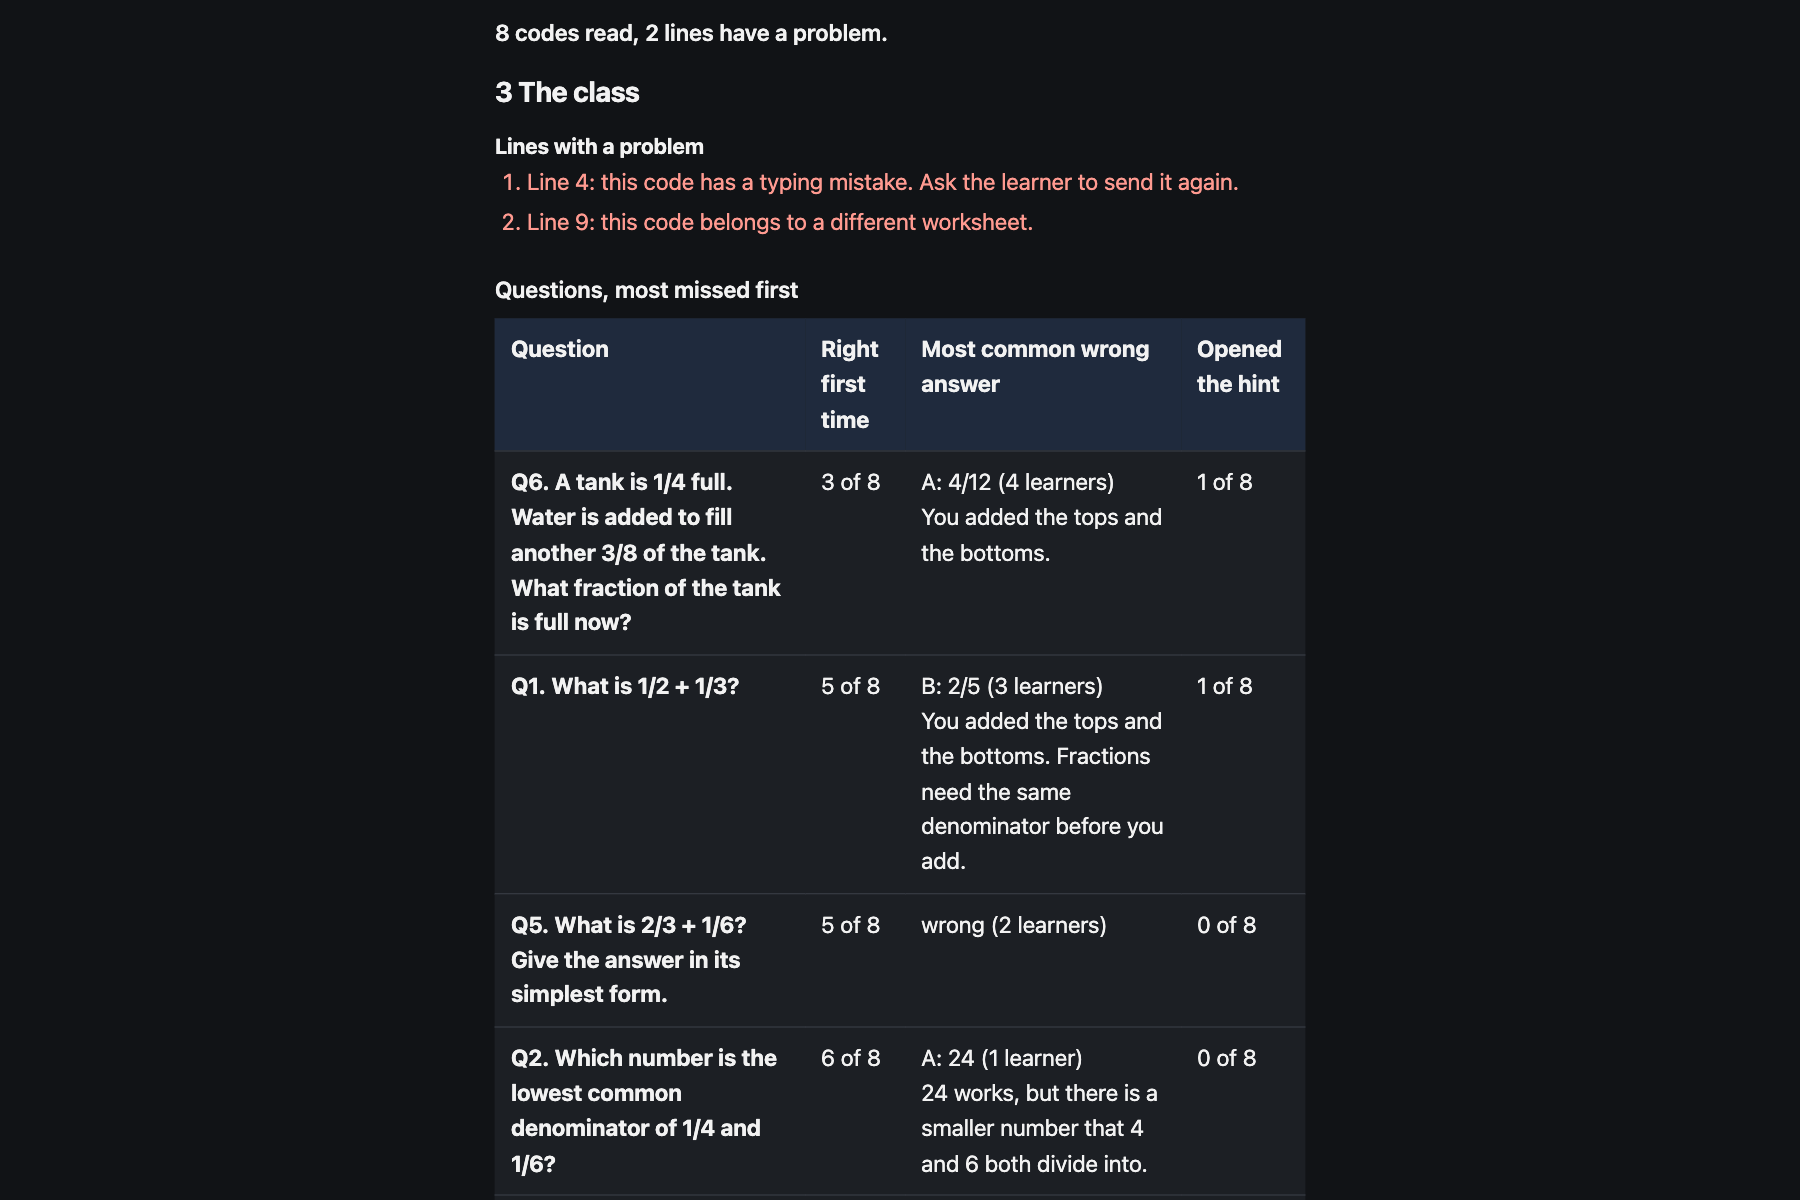 8 codes read, 2 lines have a problem.
3 The class
Lines with a problem
1. Line 4: this code has a typing mistake. Ask the learner to send it again.
2. Line 9: this code belongs to a different worksheet.
Questions, most missed first
Question
Right
first
time
Most common wrong
answer
Opened
the hint
Q6. A tank is 1/4 full.
Water is added to fill
another 3/8 of the tank.
What fraction of the tank
is full now?
3 of 8
A: 4/12 (4 learners)
You added the tops and
the bottoms.
1 of 8
Q1. What is 1/2 + 1/3?
5 of 8
B: 2/5 (3 learners)
You added the tops and
the bottoms. Fractions
need the same
denominator before you
add.
1 of 8
Q5. What is 2/3 + 1/6?
Give the answer in its
simplest form.
5 of 8
wrong (2 learners)
0 of 8
Q2. Which number is the
lowest common
denominator of 1/4 and
1/6?
6 of 8
A: 24 (1 learner)
24 works, but there is a
smaller number that 4
and 6 both divide into.
0 of 8